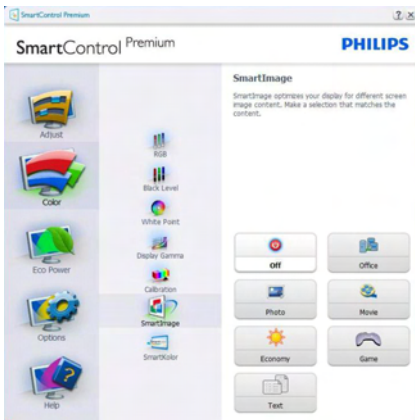 SmartControl Premium
SmartControl Premium
PHILIPS
Adjust
Color
Eco Power
Options
Help
RGB
Black Level
White Point
Display Gamma
Calibration
SmartImage
SmartKolor
SmartImage
SmartImage optimizes your display for different screen
image content. Make a selection that matches the
content.
Off
Office
Photo
Movie
Economy
Game
Text